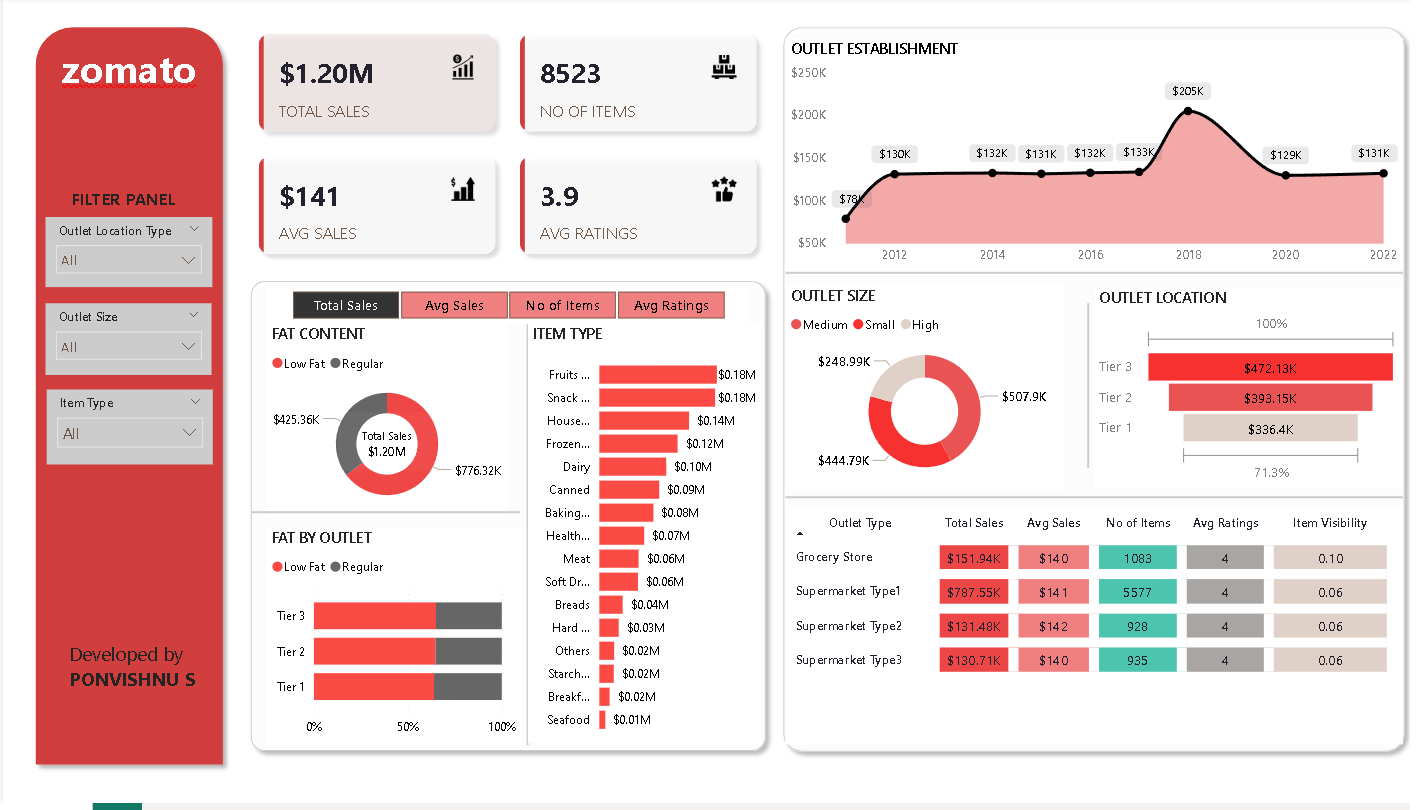 zomato
FILTER PANEL
Outlet Location Type
All
Outlet Size
All
Item Type
All
Developed by
PONVISHNU S
$1.20M
TOTAL SALES
8523
NO OF ITEMS
$141
AVG SALES
3.9
AVG RATINGS
Total Sales
Avg Sales
No of Items
Avg Ratings
FAT CONTENT
Low Fat
Regular
$425.36K
Total Sales
$1.20M
$776.32K
FAT BY OUTLET
Low Fat
Regular
Tier 3
Tier 2
Tier 1
0%
50%
100%
ITEM TYPE
Fruits ...
$0.18M
Snack ...
$0.18M
House...
$0.14M
Frozen...
$0.12M
Dairy
$0.10M
Canned
$0.09M
Baking...
$0.08M
Health...
$0.07M
Meat
$0.06M
Soft Dr...
$0.06M
Breads
$0.04M
Hard ...
$0.03M
Others
$0.02M
Starch...
$0.02M
Breakf...
$0.02M
Seafood
$0.01M
OUTLET ESTABLISHMENT
$250K
$200K
$150K
$100K
$50K
$78K
$130K
$132K
$131K
$132K
$133K
$205K
$129K
$131K
2012
2014
2016
2018
2020
2022
OUTLET SIZE
Medium
Small
High
$248.99K
$507.9K
$444.79K
OUTLET LOCATION
100%
Tier 3
$472.13K
Tier 2
$393.15K
Tier 1
$336.4K
71.3%
Outlet Type Total Sales Avg Sales No of Items Avg Ratings Item Visibility
Grocery Store $151.94K $140 1083 4 0.10
Supermarket Type1 $787.55K $141 5577 4 0.06
Supermarket Type2 $131.48K $142 928 4 0.06
Supermarket Type3 $130.71K $140 935 4 0.06